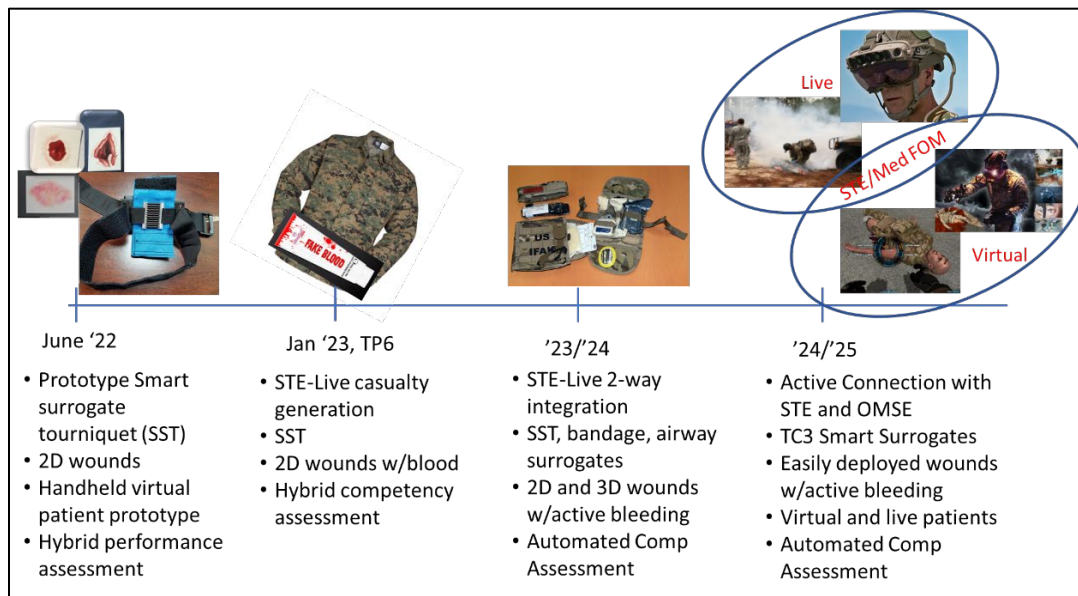 Live
STE/Med FOM
Virtual
FAKE BLOOD
US
IFAK
June ‘22
• Prototype Smart
surrogate
tourniquet (SST)
• 2D wounds
• Handheld virtual
patient prototype
• Hybrid performance
assessment
Jan ‘23, TP6
• STE-Live casualty
generation
• SST
• 2D wounds w/blood
• Hybrid competency
assessment
’23/’24
• STE-Live 2-way
integration
• SST, bandage, airway
surrogates
• 2D and 3D wounds
w/active bleeding
• Automated Comp
Assessment
’24/’25
• Active Connection with
STE and OMSE
• TC3 Smart Surrogates
• Easily deployed wounds
w/active bleeding
• Virtual and live patients
• Automated Comp
Assessment